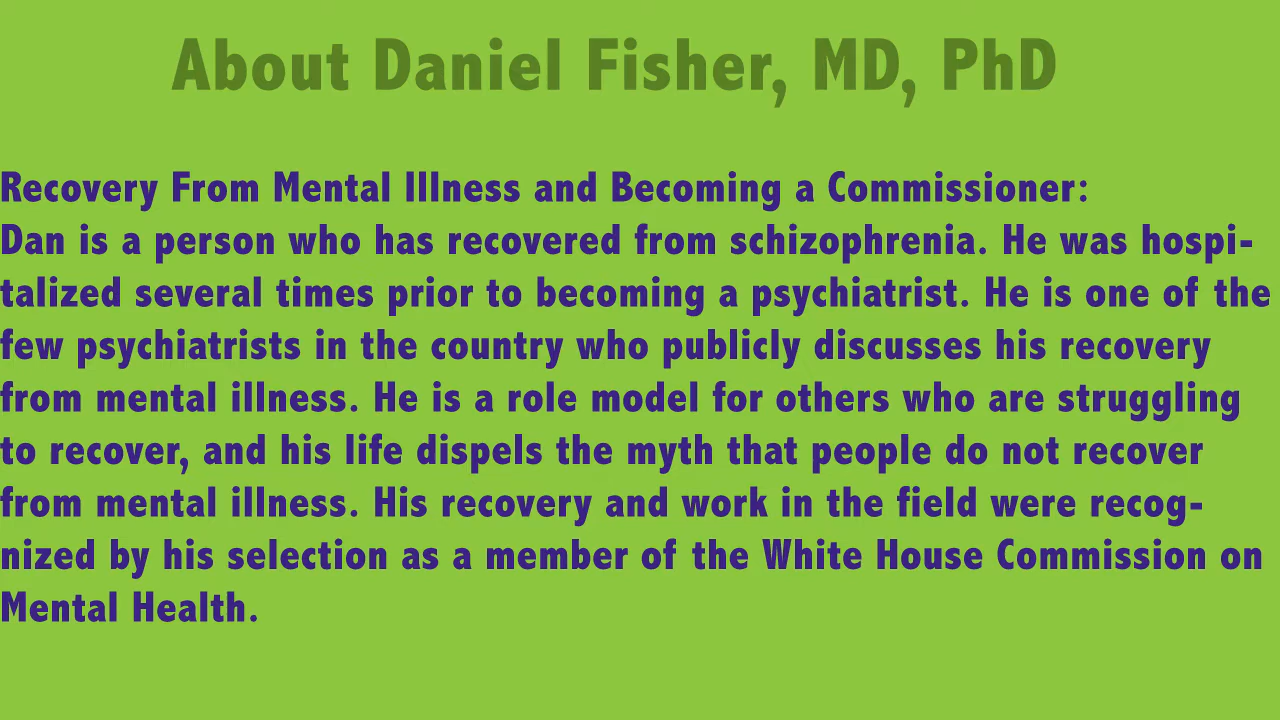 About Daniel Fisher, MD, PhD
Recovery From Mental Illness and Becoming a Commissioner:
Dan is a person who has recovered from schizophrenia. He was hospi-
talized several times prior to becoming a psychiatrist. He is one of the
few psychiatrists in the country who publicly discusses his recovery
from mental illness. He is a role model for others who are struggling
to recover, and his life dispels the myth that people do not recover
from mental illness. His recovery and work in the field were recog-
nized by his selection as a member of the White House Commission on
Mental Health.